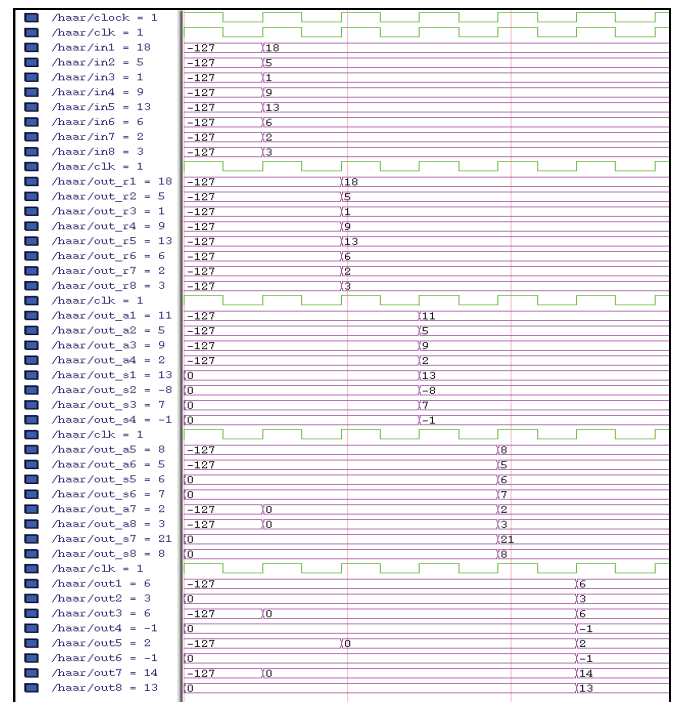 /haar/clock = 1
/haar/clk = 1
/haar/in1 = 18 -127 18
/haar/in2 = 5 -127 5
/haar/in3 = 1 -127 1
/haar/in4 = 9 -127 9
/haar/in5 = 13 -127 13
/haar/in6 = 6 -127 6
/haar/in7 = 2 -127 2
/haar/in8 = 3 -127 3
/haar/clk = 1
/haar/out_r1 = 18 -127 18
/haar/out_r2 = 5 -127 5
/haar/out_r3 = 1 -127 1
/haar/out_r4 = 9 -127 9
/haar/out_r5 = 13 -127 13
/haar/out_r6 = 6 -127 6
/haar/out_r7 = 2 -127 2
/haar/out_r8 = 3 -127 3
/haar/clk = 1
/haar/out_a1 = 11 -127 11
/haar/out_a2 = 5 -127 5
/haar/out_a3 = 9 -127 9
/haar/out_a4 = 2 -127 2
/haar/out_s1 = 13 0 13
/haar/out_s2 = -8 0 -8
/haar/out_s3 = 7 0 7
/haar/out_s4 = -1 0 -1
/haar/clk = 1
/haar/out_a5 = 8 -127 8
/haar/out_a6 = 5 -127 5
/haar/out_s5 = 6 0 6
/haar/out_s6 = 7 0 7
/haar/out_a7 = 2 -127 0 2
/haar/out_a8 = 3 -127 0 3
/haar/out_s7 = 21 0 21
/haar/out_s8 = 8 0 8
/haar/clk = 1
/haar/out1 = 6 -127 6
/haar/out2 = 3 0 3
/haar/out3 = 6 -127 0 6
/haar/out4 = -1 0 -1
/haar/out5 = 2 -127 0 2
/haar/out6 = -1 0 -1
/haar/out7 = 14 -127 0 14
/haar/out8 = 13 0 13